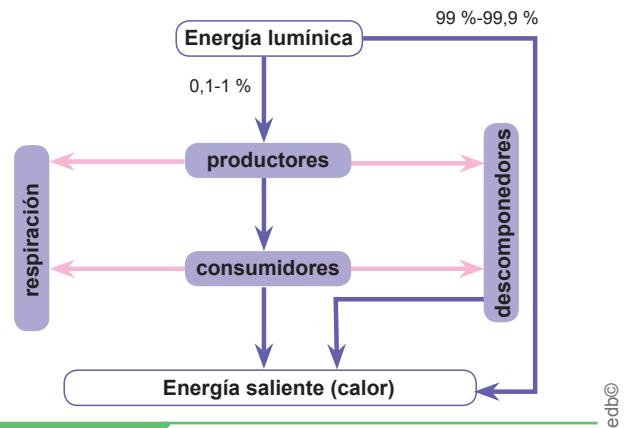 99 %-99,9 %
Energía lumínica
0,1-1 %
productores
respiración
descomponedores
consumidores
Energía saliente (calor)
edb©